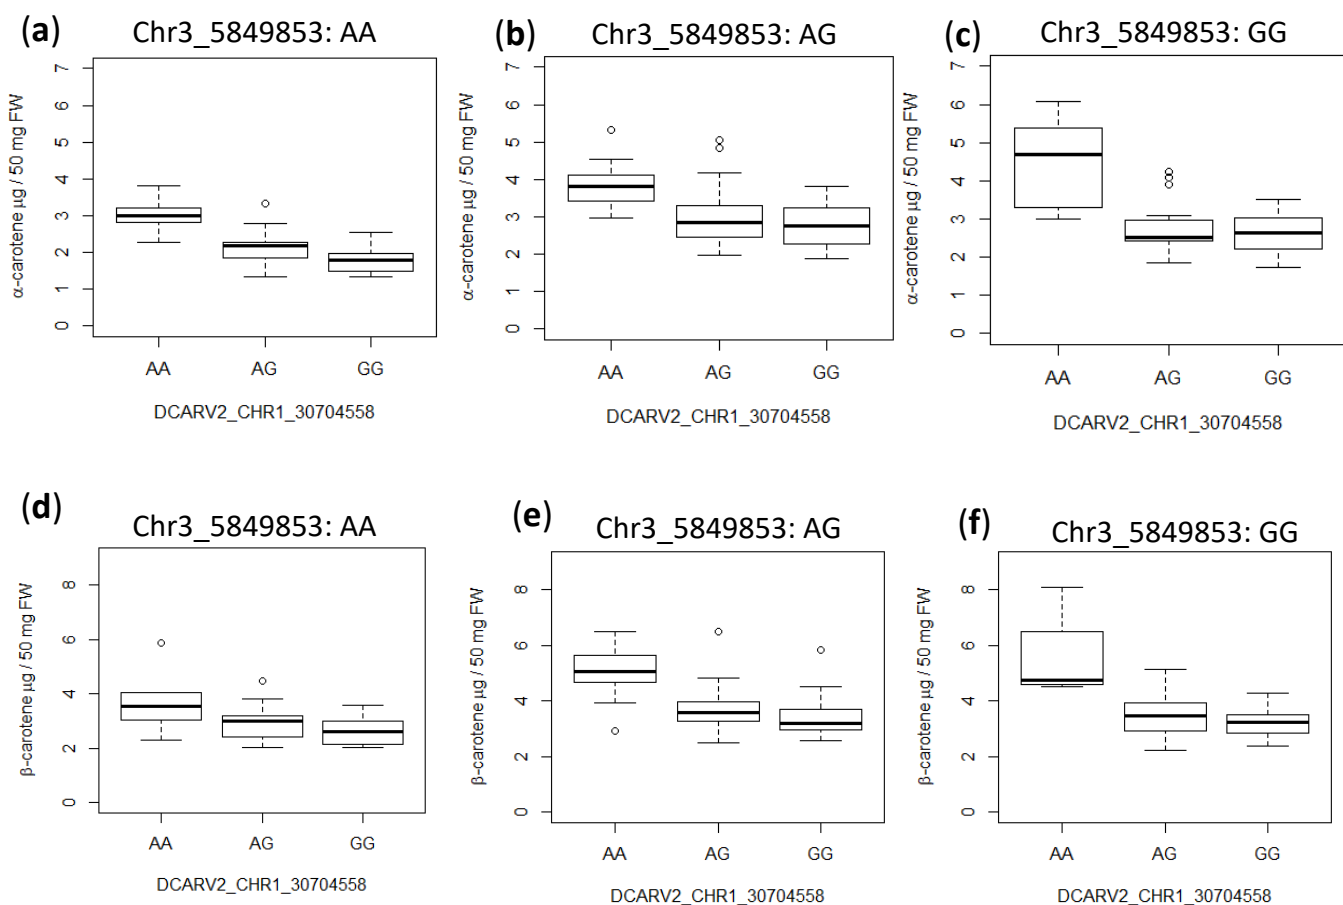 (a) Chr3_5849853: AA
α-carotene µg / 50 mg FW
7
6
5
4
3
2
1
0
AA AG GG
DCARV2_CHR1_30704558
(b) Chr3_5849853: AG
α-carotene µg / 50 mg FW
7
6
5
4
3
2
1
0
AA AG GG
DCARV2_CHR1_30704558
(c) Chr3_5849853: GG
α-carotene µg / 50 mg FW
7
6
5
4
3
2
1
0
AA AG GG
DCARV2_CHR1_30704558
(d) Chr3_5849853: AA
β-carotene µg / 50 mg FW
8
6
4
2
0
AA AG GG
DCARV2_CHR1_30704558
(e) Chr3_5849853: AG
β-carotene µg / 50 mg FW
8
6
4
2
0
AA AG GG
DCARV2_CHR1_30704558
(f) Chr3_5849853: GG
β-carotene µg / 50 mg FW
8
6
4
2
0
AA AG GG
DCARV2_CHR1_30704558